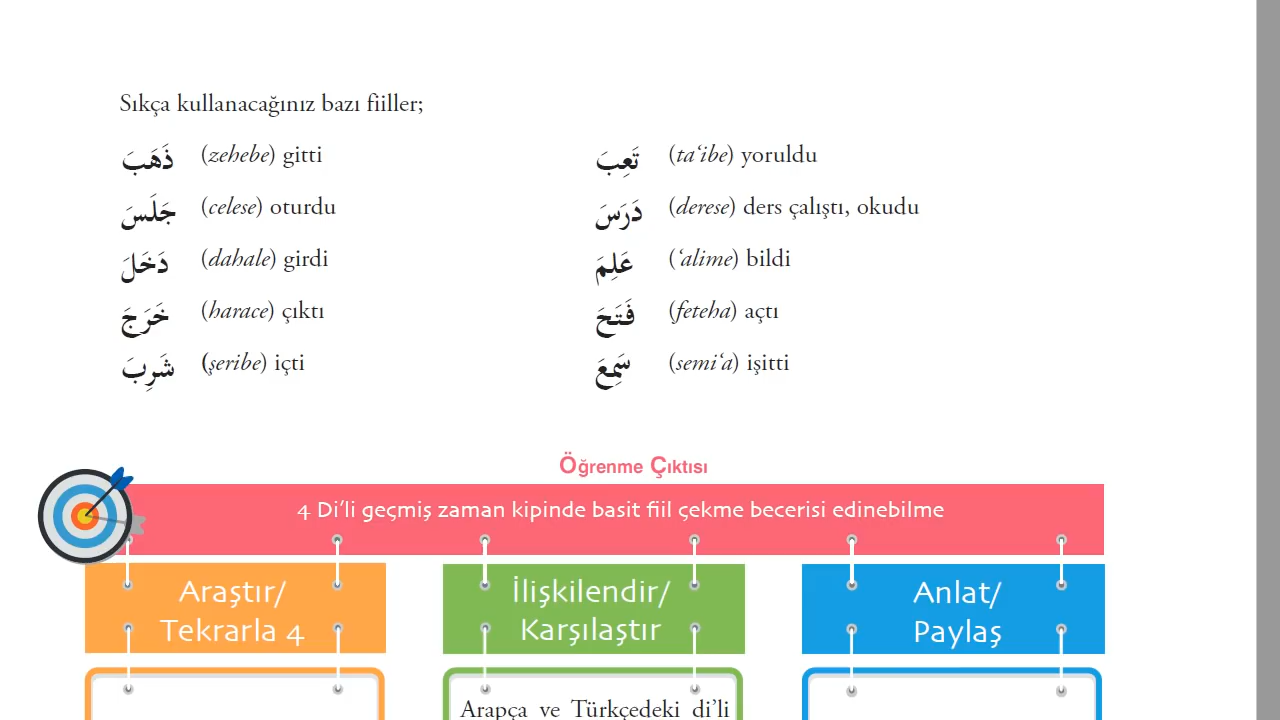 Sıkça kullanacağınız bazı fiiller;
ذَهَبَ (zehebe) gitti
جَلَسَ (celese) oturdu
دَخَلَ (dahale) girdi
خَرَجَ (harace) çıktı
شَرِبَ (şeribe) içti
تَعِبَ (ta‘ibe) yoruldu
دَرَسَ (derese) ders çalıştı, okudu
عَلِمَ (‘alime) bildi
فَتَحَ (feteha) açtı
سَمِعَ (semi‘a) işitti
Öğrenme Çıktısı
4 Di’li geçmiş zaman kipinde basit fiil çekme becerisi edinebilme
Araştır/
Tekrarla 4
İlişkilendir/
Karşılaştır
Arapça ve Türkçedeki di’li
Anlat/
Paylaş